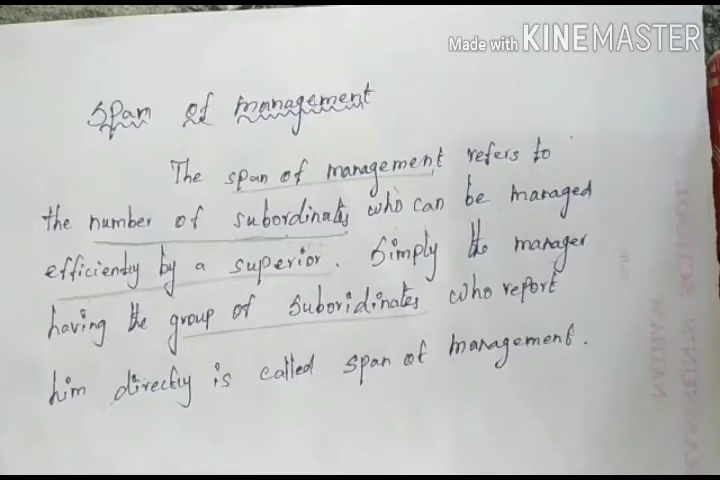 Made with KINEMASTER
Span of management
The span of management refers to
the number of subordinates who can be managed
efficiently by a superior. Simply the manager
having the group of suboridinates who report
him directly is called span of management.